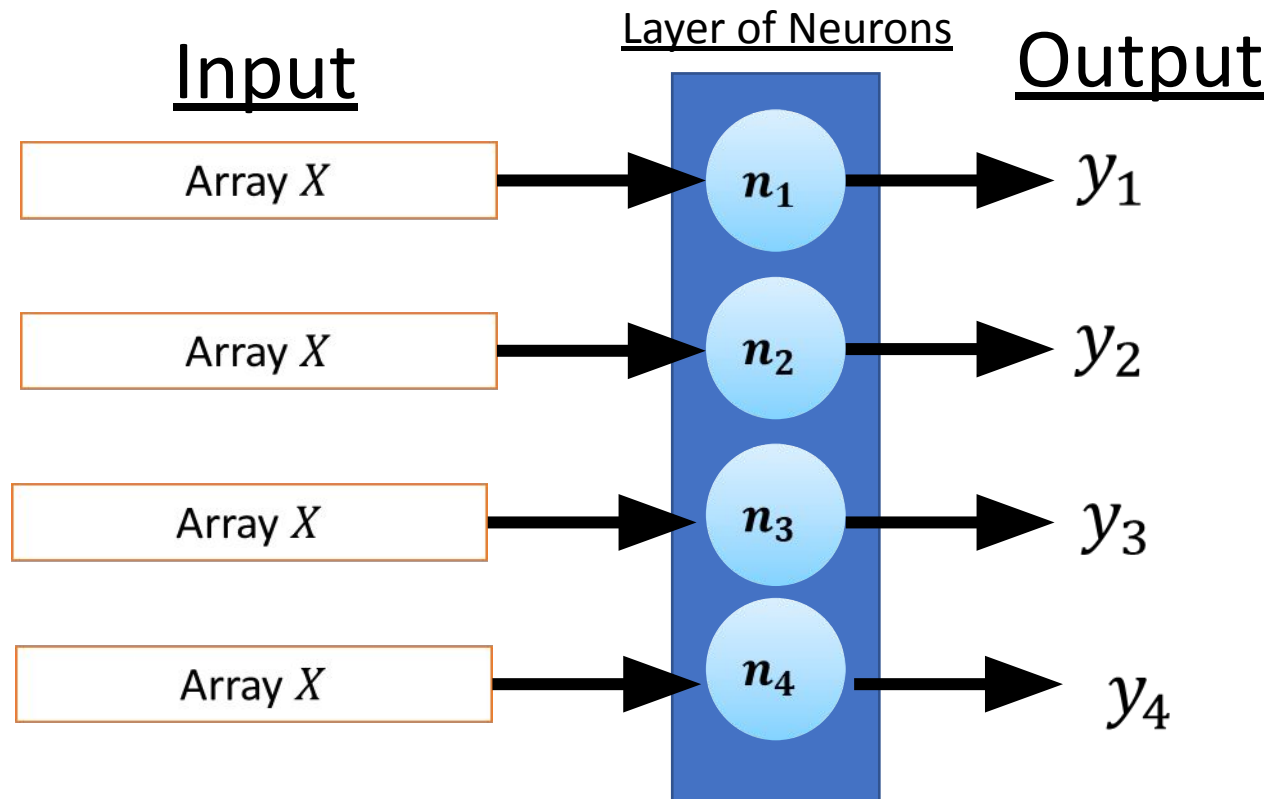 Input
Layer of Neurons
Output
Array X
n₁
y₁
Array X
n₂
y₂
Array X
n₃
y₃
Array X
n₄
y₄